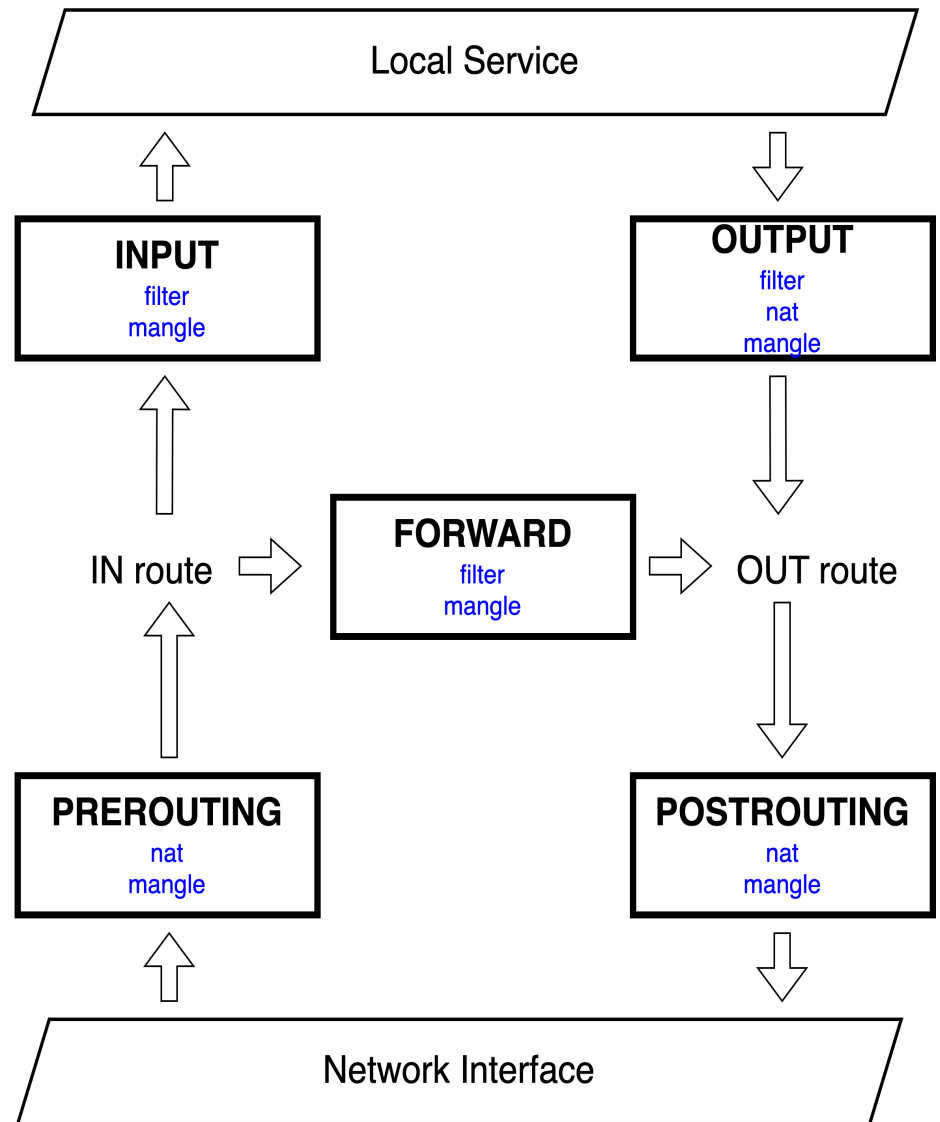 Local Service
INPUT
filter
mangle
OUTPUT
filter
nat
mangle
IN route
FORWARD
filter
mangle
OUT route
PREROUTING
nat
mangle
POSTROUTING
nat
mangle
Network Interface